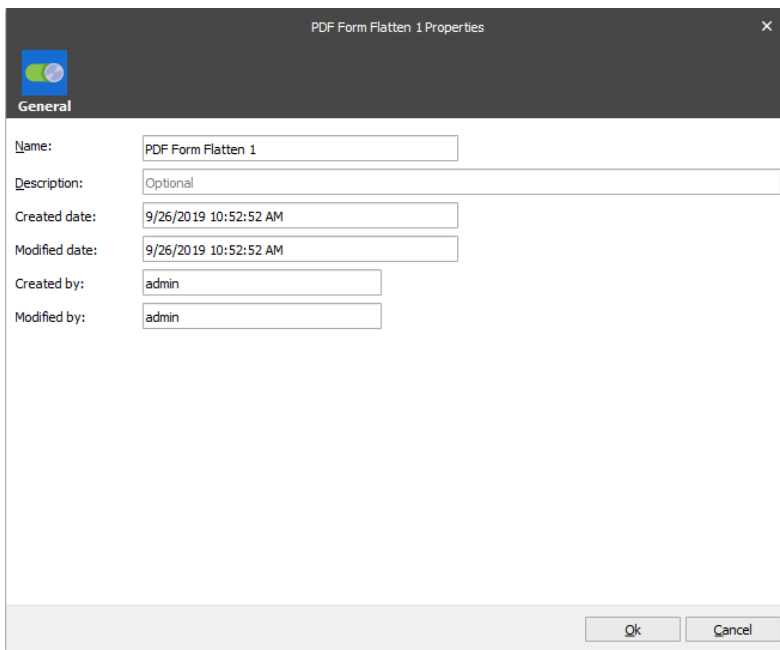 PDF Form Flatten 1 Properties
General
Name: PDF Form Flatten 1
Description: Optional
Created date: 9/26/2019 10:52:52 AM
Modified date: 9/26/2019 10:52:52 AM
Created by: admin
Modified by: admin
Ok Cancel